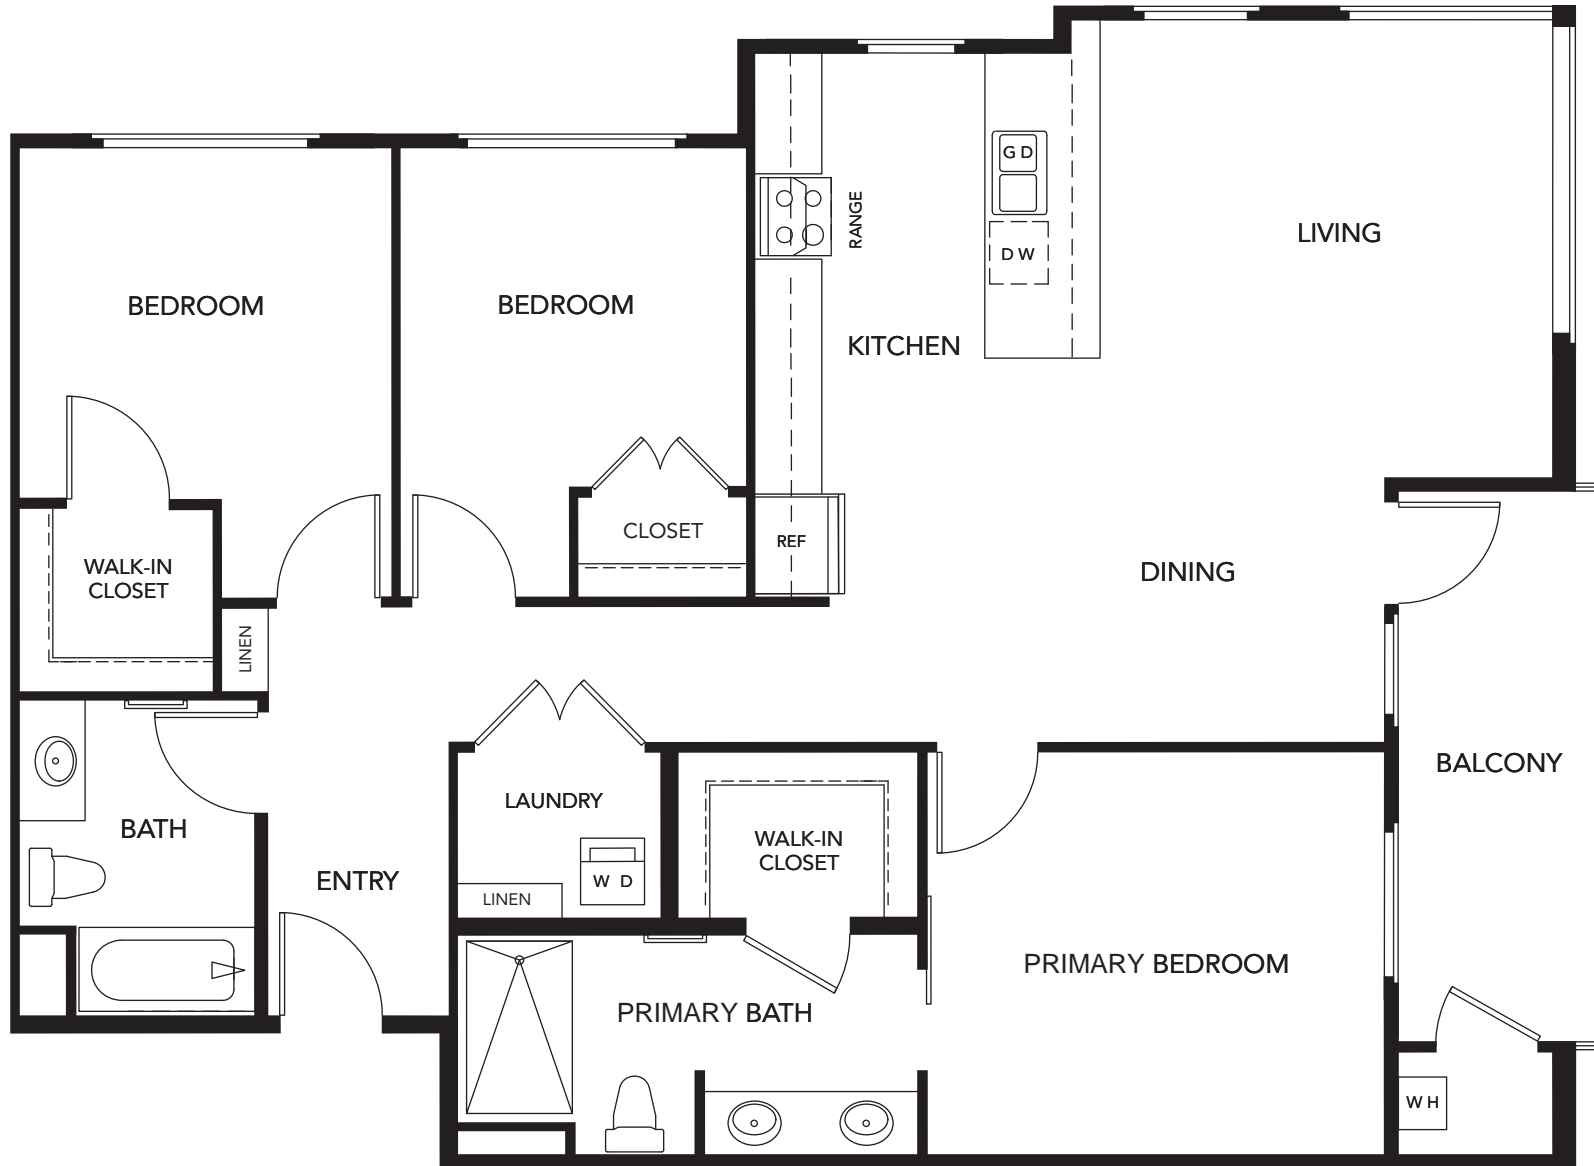 G D
RANGE
LIVING
D W
BEDROOM
BEDROOM
KITCHEN
CLOSET
REF
WALK-IN
CLOSET
DINING
LINEN
BALCONY
LAUNDRY
BATH
WALK-IN
CLOSET
ENTRY
W D
LINEN
PRIMARY BEDROOM
PRIMARY BATH
W H